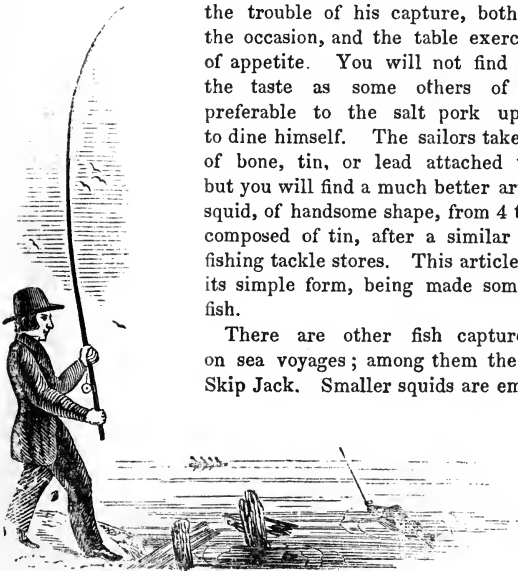 the trouble of his capture, both
the occasion, and the table exerc
of appetite. You will not find
the taste as some others of
preferable to the salt pork up
to dine himself. The sailors take
of bone, tin, or lead attached
but you will find a much better ar
squid, of handsome shape, from 4 t
composed of tin, after a similar
fishing tackle stores. This article
its simple form, being made som
fish.
There are other fish capture
on sea voyages; among them the
Skip Jack. Smaller squids are em